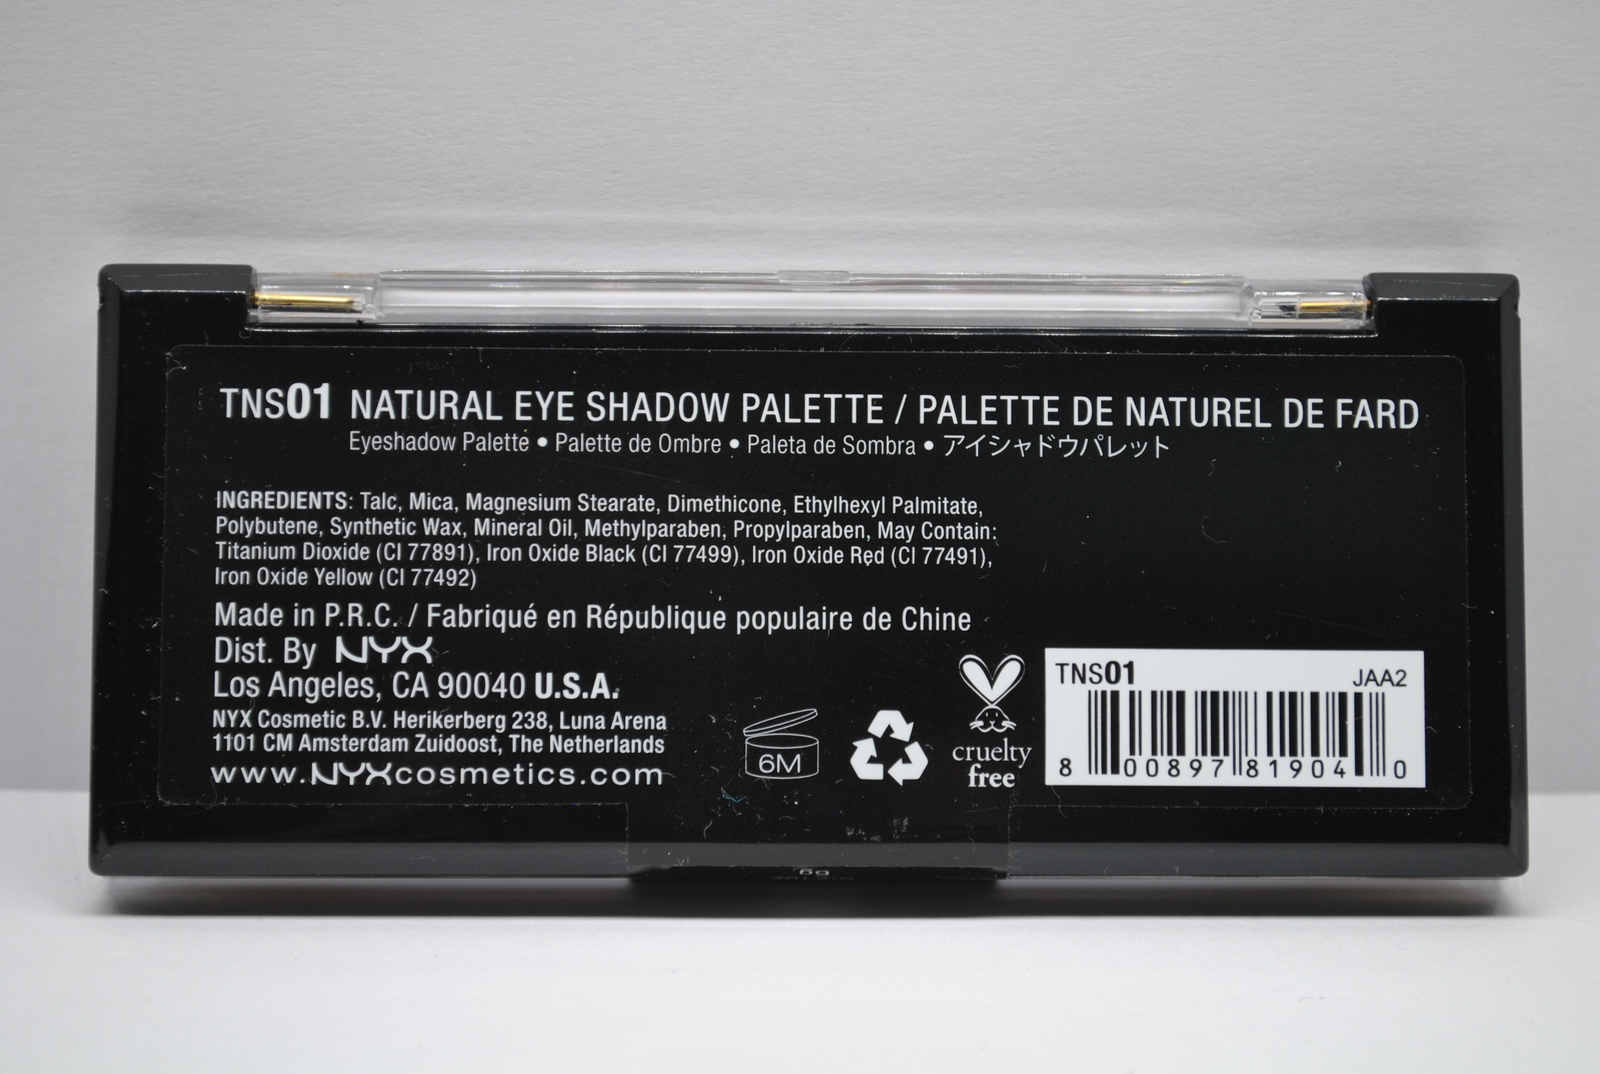 TNS01 NATURAL EYE SHADOW PALETTE / PALETTE DE NATUREL DE FARD
Eyeshadow Palette • Palette de Ombre • Paleta de Sombra • アイシャドウパレット
INGREDIENTS: Talc, Mica, Magnesium Stearate, Dimethicone, Ethylhexyl Palmitate,
Polybutene, Synthetic Wax, Mineral Oil, Methylparaben, Propylparaben, May Contain:
Titanium Dioxide (CI 77891), Iron Oxide Black (CI 77499), Iron Oxide Red (CI 77491),
Iron Oxide Yellow (CI 77492)
Made in P.R.C. / Fabriqué en République populaire de Chine
Dist. By NYX
Los Angeles, CA 90040 U.S.A.
NYX Cosmetic B.V. Herikerberg 238, Luna Arena
1101 CM Amsterdam Zuidoost, The Netherlands
www.NYXcosmetics.com
6M
cruelty
free
TNS01 JAA2
8 00897 81904 0
6g